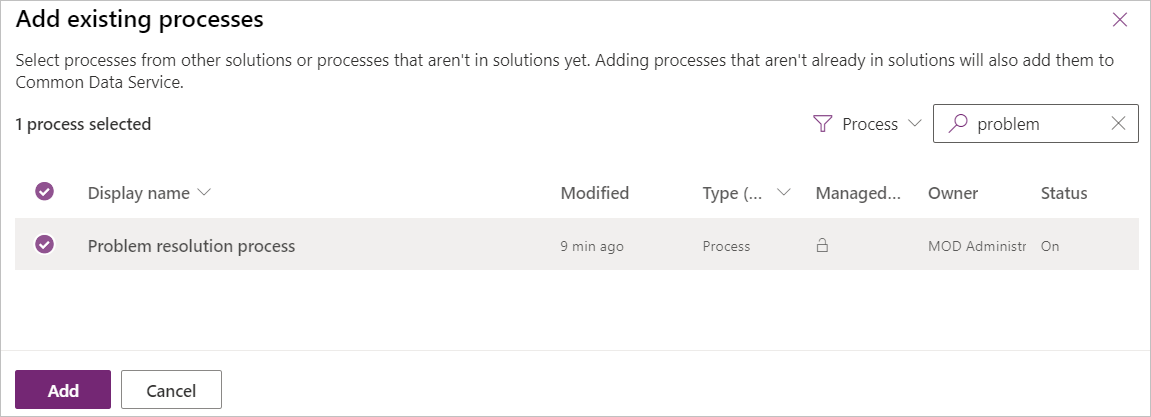 Add existing processes
Select processes from other solutions or processes that aren't in solutions yet. Adding processes that aren't already in solutions will also add them to
Common Data Service.
1 process selected
Process
problem
Display name
Modified
Type (...
Managed...
Owner
Status
Problem resolution process
9 min ago
Process
MOD Administr
On
Add
Cancel